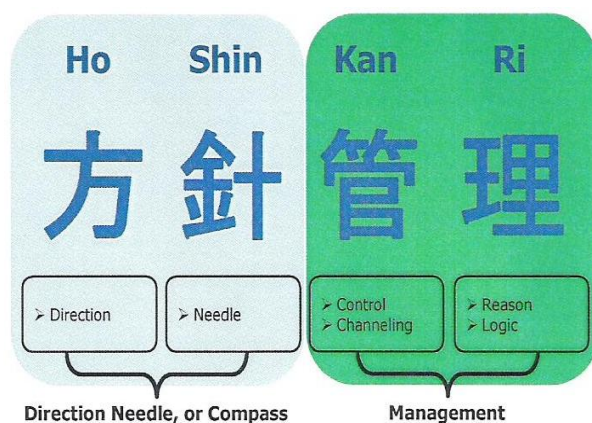 Ho Shin Kan Ri
方 針 管 理
➢ Direction
➢ Needle
➢ Control
➢ Channeling
➢ Reason
➢ Logic
Direction Needle, or Compass
Management